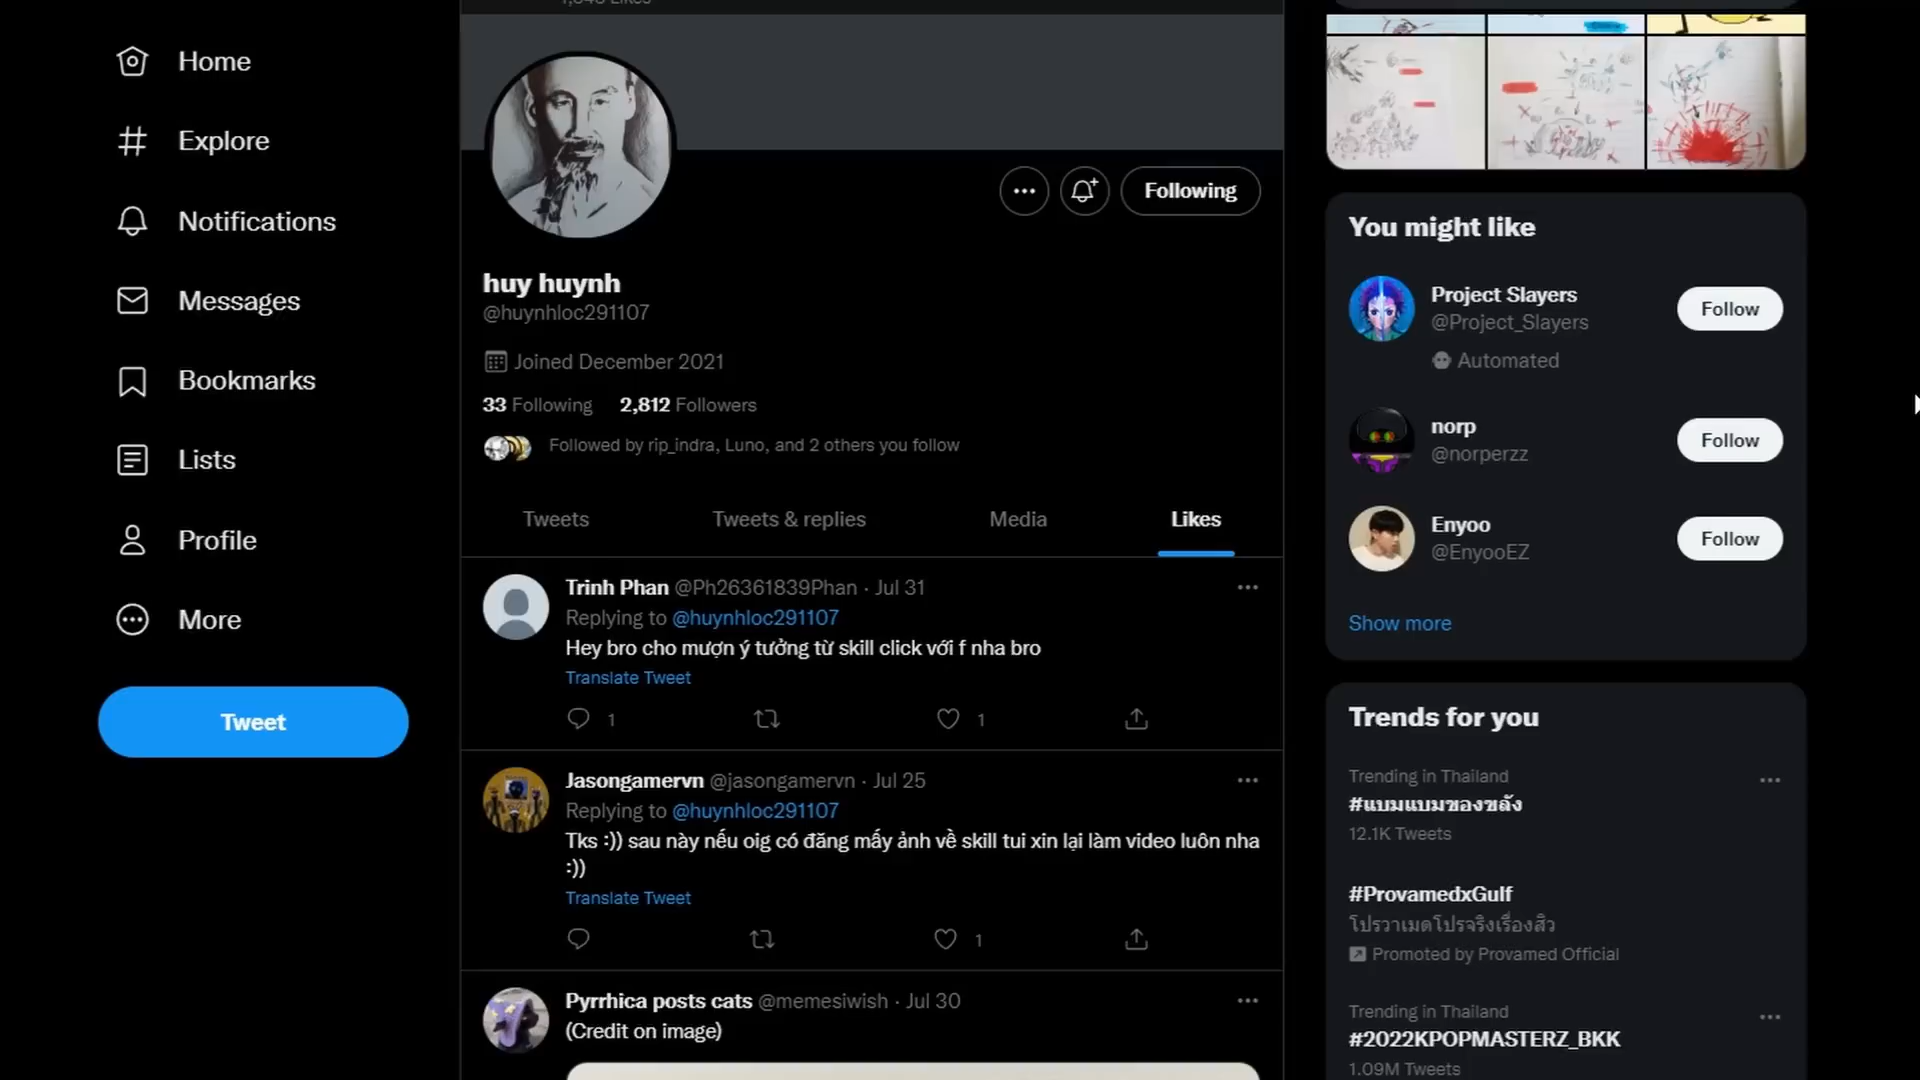 Home
Explore
Notifications
Messages
Bookmarks
Lists
Profile
More
Tweet
Following
huy huynh
@huynhloc291107
Joined December 2021
33 Following 2,812 Followers
Followed by rip_indra, Luno, and 2 others you follow
Tweets Tweets & replies Media Likes
Trinh Phan @Ph26361839Phan · Jul 31
Replying to @huynhloc291107
Hey bro cho mượn ý tưởng từ skill click với f nha bro
Translate Tweet
1 1
Jasongamervn @jasongamervn · Jul 25
Replying to @huynhloc291107
Tks :)) sau này nếu oig có đăng mấy ảnh về skill tui xin lại làm video luôn nha
:))
Translate Tweet
1
Pyrrhica posts cats @memesiwish · Jul 30
(Credit on image)
You might like
Project Slayers
@Project_Slayers
Automated
Follow
norp
@norperzz
Follow
Enyoo
@EnyooEZ
Follow
Show more
Trends for you
Trending in Thailand
#แบมแบมของขลัง
12.1K Tweets
#ProvamedxGulf
โปรวาเมดโปรจริงเรื่องสิว
Promoted by Provamed Official
Trending in Thailand
#2022KPOPMASTERZ_BKK
1.09M Tweets